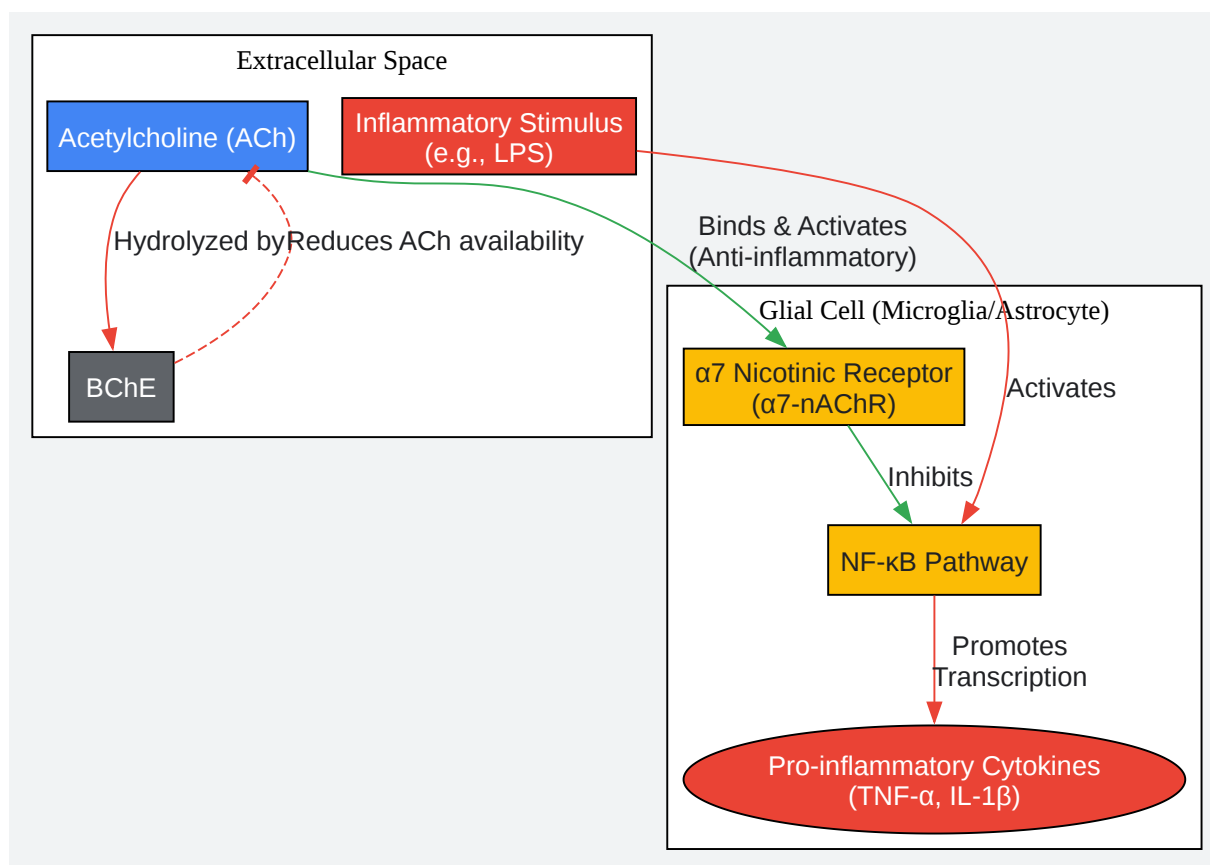 Extracellular Space
Acetylcholine (ACh)
Inflammatory Stimulus
(e.g., LPS)
Binds & Activates
(Anti-inflammatory)
Hydrolyzed by
Reduces ACh availability
BChE
Glial Cell (Microglia/Astrocyte)
α7 Nicotinic Receptor
(α7-nAChR)
Activates
Inhibits
NF-κB Pathway
Promotes
Transcription
Pro-inflammatory Cytokines
(TNF-α, IL-1β)